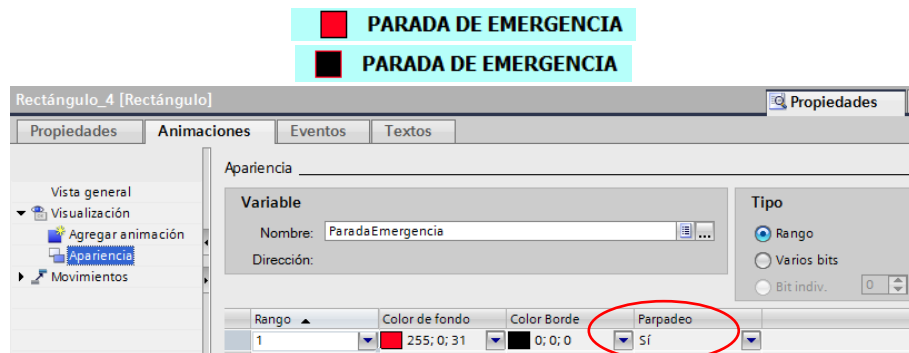 PARADA DE EMERGENCIA
PARADA DE EMERGENCIA
Rectángulo_4 [Rectángulo]
Propiedades
Propiedades Animaciones Eventos Textos
Apariencia
Vista general
Visualización
Agregar animación
Apariencia
Movimientos
Variable
Nombre: ParadaEmergencia ...
Dirección:
Tipo
Rango
Varios bits
Bit indiv. 0
Rango Color de fondo Color Borde Parpadeo
1 255; 0; 31 0; 0; 0 Sí